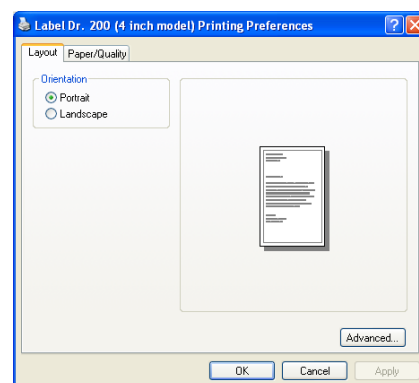 Label Dr. 200 (4 inch model) Printing Preferences
Layout
Paper/Quality
Orientation
Portrait
Landscape
Advanced...
OK
Cancel
Apply